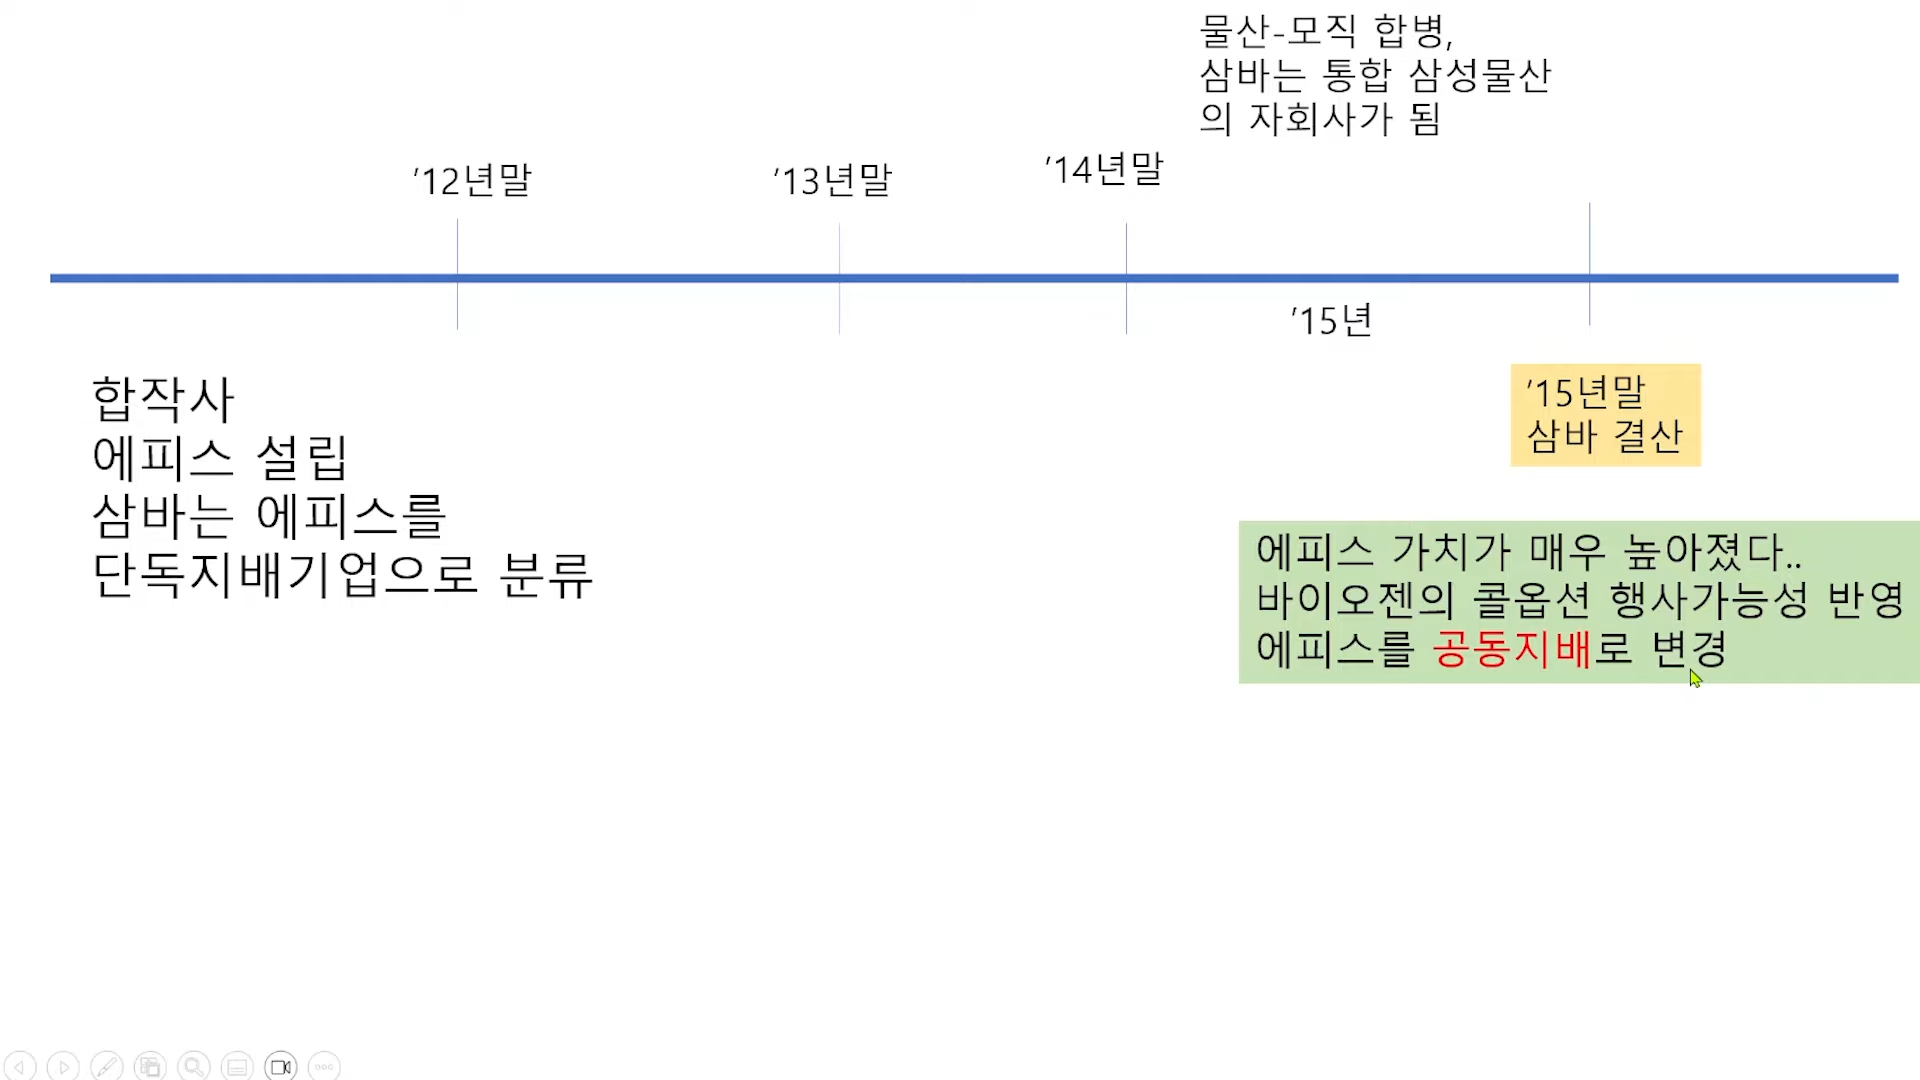 물산-모직 합병,
삼바는 통합 삼성물산
의 자회사가 됨
'12년말
'13년말
'14년말
'15년
합작사
에피스 설립
삼바는 에피스를
단독지배기업으로 분류
'15년말
삼바 결산
에피스 가치가 매우 높아졌다..
바이오젠의 콜옵션 행사가능성 반영
에피스를 공동지배로 변경